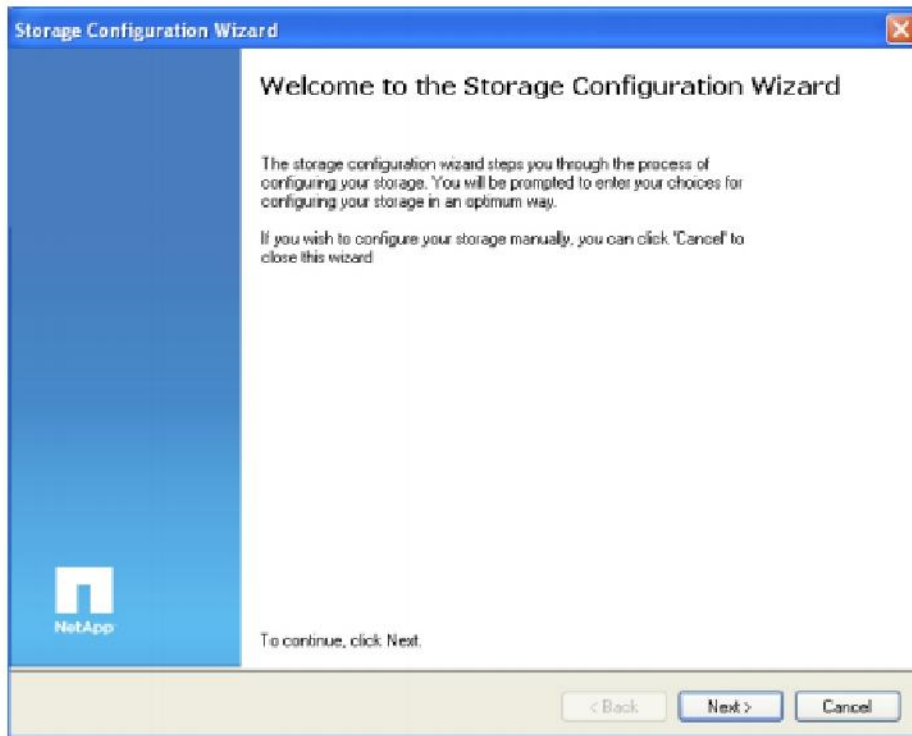 Storage Configuration Wizard
Welcome to the Storage Configuration Wizard
The storage configuration wizard steps you through the process of
configuring your storage. You will be prompted to enter your choices for
configuring your storage in an optimum way.
If you wish to configure your storage manually, you can click 'Cancel' to
close this wizard
NetApp
To continue, click Next.
< Back
Next >
Cancel